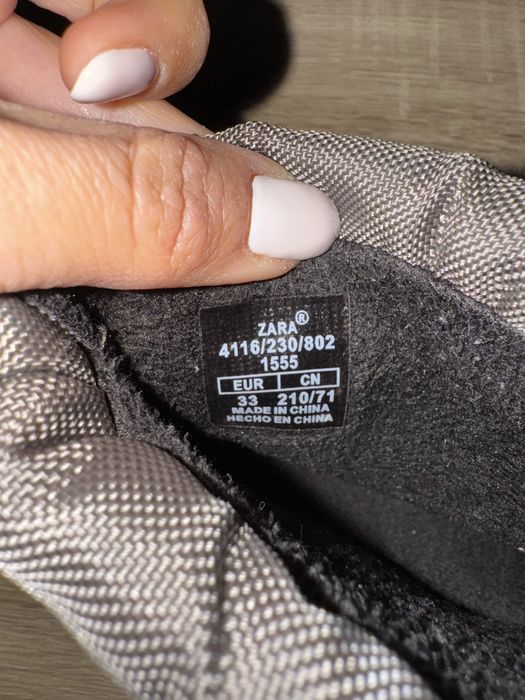 ZARA®
4116/230/802
1555
EUR CN
33 210/71
MADE IN CHINA
HECHO EN CHINA